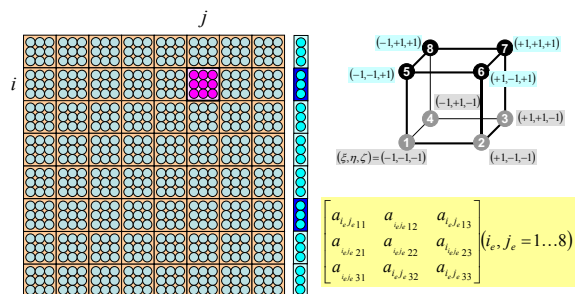 j
i
8 (-1,+1,+1)
7 (+1,+1,+1)
5 (-1,-1,+1)
6 (+1,-1,+1)
4 (-1,+1,-1)
3 (+1,+1,-1)
1 (ξ,η,ζ)=(-1,-1,-1)
2 (+1,-1,-1)
a_{i_e j_e 11} a_{i_e j_e 12} a_{i_e j_e 13}
a_{i_e j_e 21} a_{i_e j_e 22} a_{i_e j_e 23} (i_e, j_e = 1…8)
a_{i_e j_e 31} a_{i_e j_e 32} a_{i_e j_e 33}